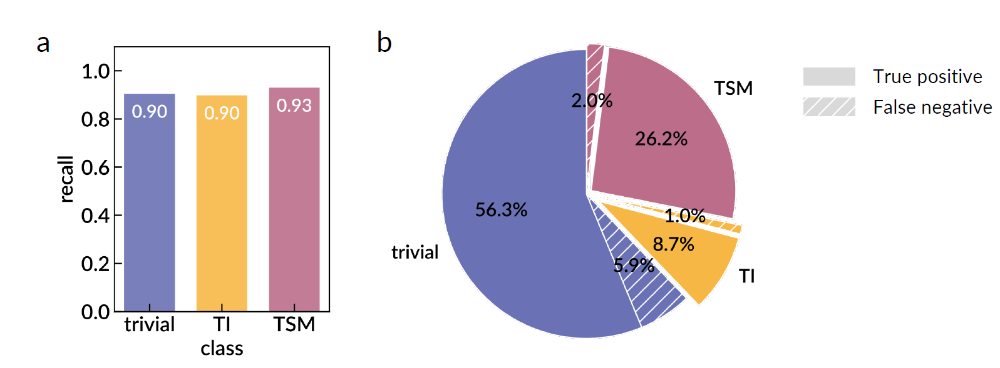 a
1.0
0.8
0.6
0.4
0.2
0.0
recall
0.90
0.90
0.93
trivial
TI
TSM
class
b
2.0%
TSM
26.2%
1.0%
8.7%
TI
5.9%
56.3%
trivial
True positive
False negative